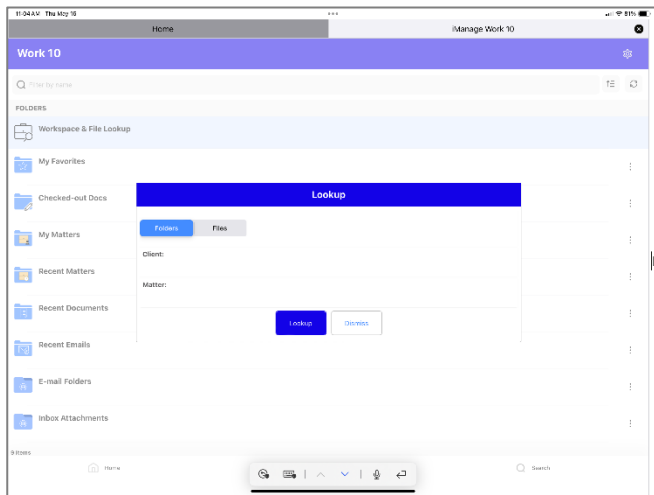 11:04 AM Thu May 16
81%
Home
iManage Work 10
Work 10
Filter by name
FOLDERS
Workspace & File Lookup
My Favorites
Checked-out Docs
My Matters
Recent Matters
Recent Documents
Recent Emails
E-mail Folders
Inbox Attachments
Lookup
Folders Files
Client:
Matter:
Lookup Dismiss
9 items
Home
Search